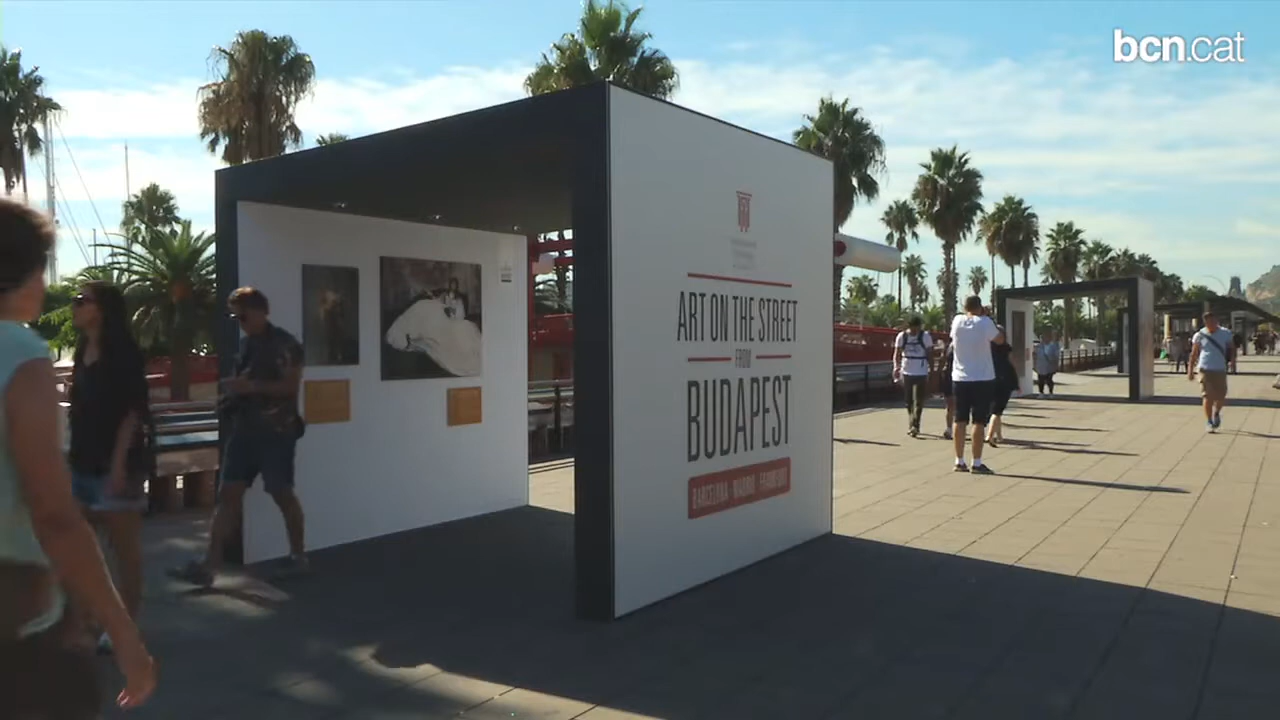 bcn.cat
ART ON THE STREET
FROM
BUDAPEST
BARCELONA MADRID FRANKFURT